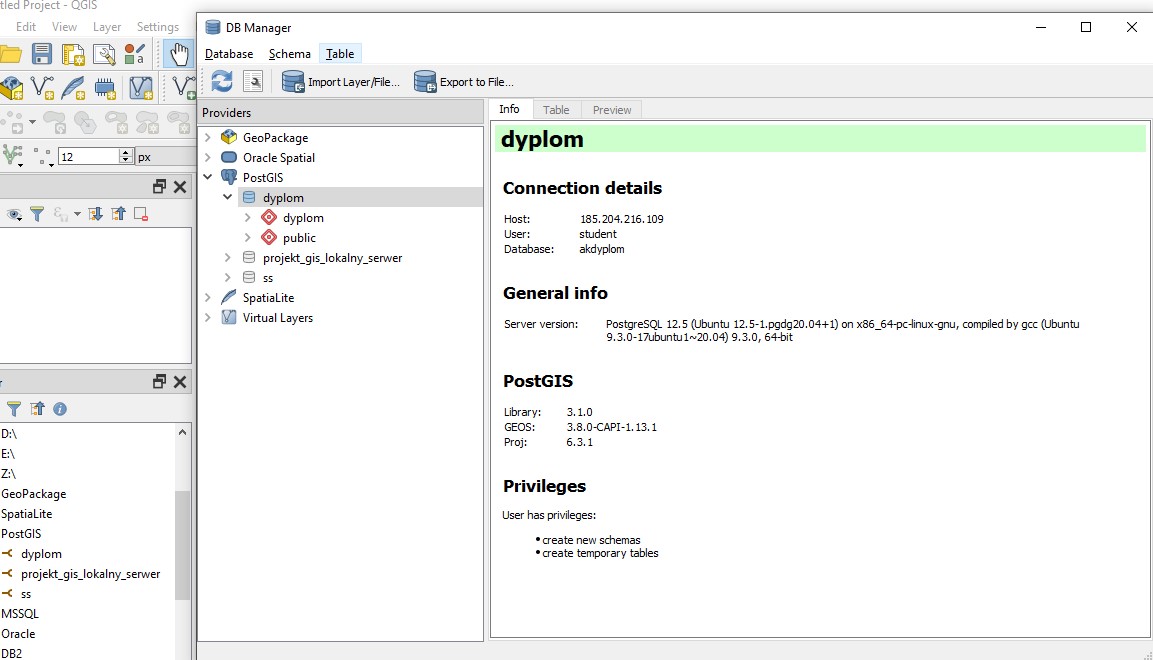 tled Project - QGIS
Edit View Layer Settings
12 px
D:\
E:\
Z:\
GeoPackage
SpatiaLite
PostGIS
dyplom
projekt_gis_lokalny_serwer
ss
MSSQL
Oracle
DB2
DB Manager
Database Schema Table
Import Layer/File... Export to File...
Providers
GeoPackage
Oracle Spatial
PostGIS
dyplom
dyplom
public
projekt_gis_lokalny_serwer
ss
SpatiaLite
Virtual Layers
Info Table Preview
dyplom
Connection details
Host: 185.204.216.109
User: student
Database: akdyplom
General info
Server version: PostgreSQL 12.5 (Ubuntu 12.5-1.pgdg20.04+1) on x86_64-pc-linux-gnu, compiled by gcc (Ubuntu
9.3.0-17ubuntu1~20.04) 9.3.0, 64-bit
PostGIS
Library: 3.1.0
GEOS: 3.8.0-CAPI-1.13.1
Proj: 6.3.1
Privileges
User has privileges:
• create new schemas
• create temporary tables